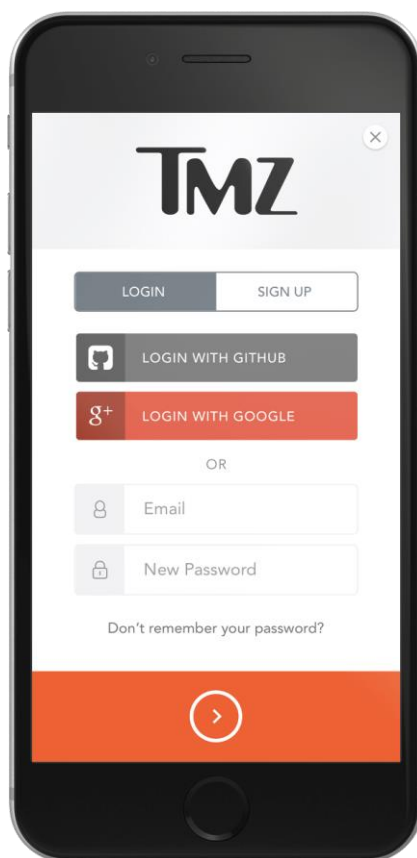 TMZ
LOGIN SIGN UP
LOGIN WITH GITHUB
g+ LOGIN WITH GOOGLE
OR
Email
New Password
Don't remember your password?